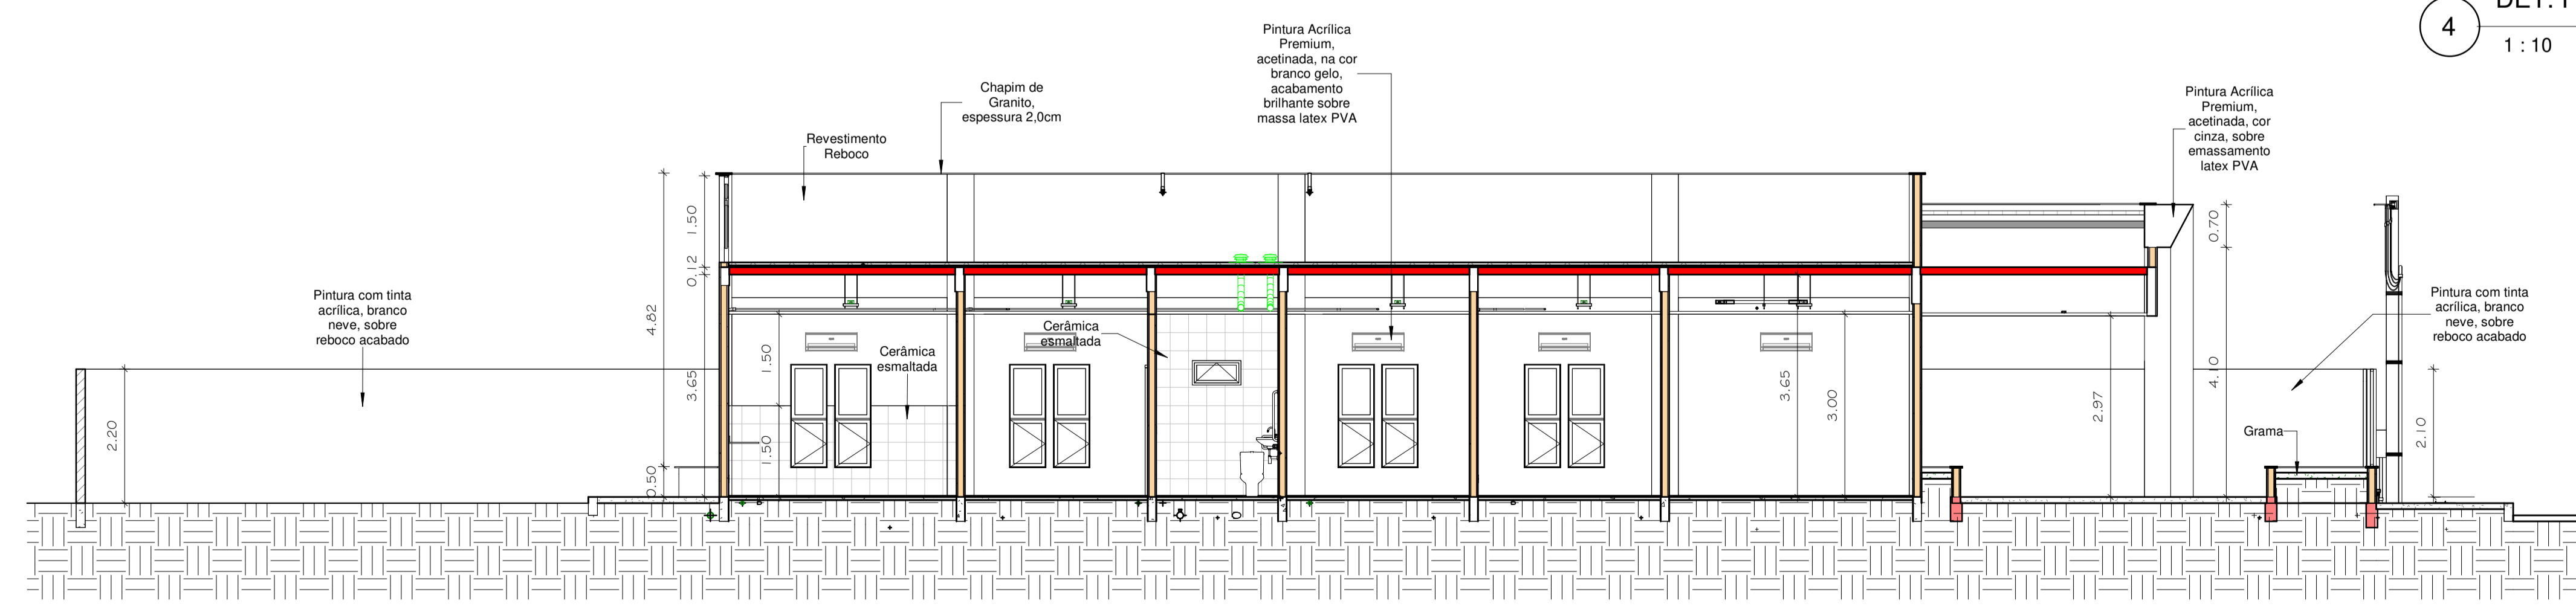 4
1 : 10
Pintura Acrílica
Premium,
acetinada, na cor
branco gelo,
acabamento
brilhante sobre
massa latex PVA
Chapim de
Granito,
espessura 2,0cm
Revestimento
Reboco
Pintura Acrílica
Premium,
acetinada, cor
cinza, sobre
emassamento
latex PVA
Pintura com tinta
acrílica, branco
neve, sobre
reboco acabado
Cerâmica
esmaltada
Cerâmica
esmaltada
Pintura com tinta
acrílica, branco
neve, sobre
reboco acabado
Grama
2.20
4.82
0.50
1.50
0.12
3.65
1.50
1.50
3.65
3.00
2.97
0.70
4.10
2.10